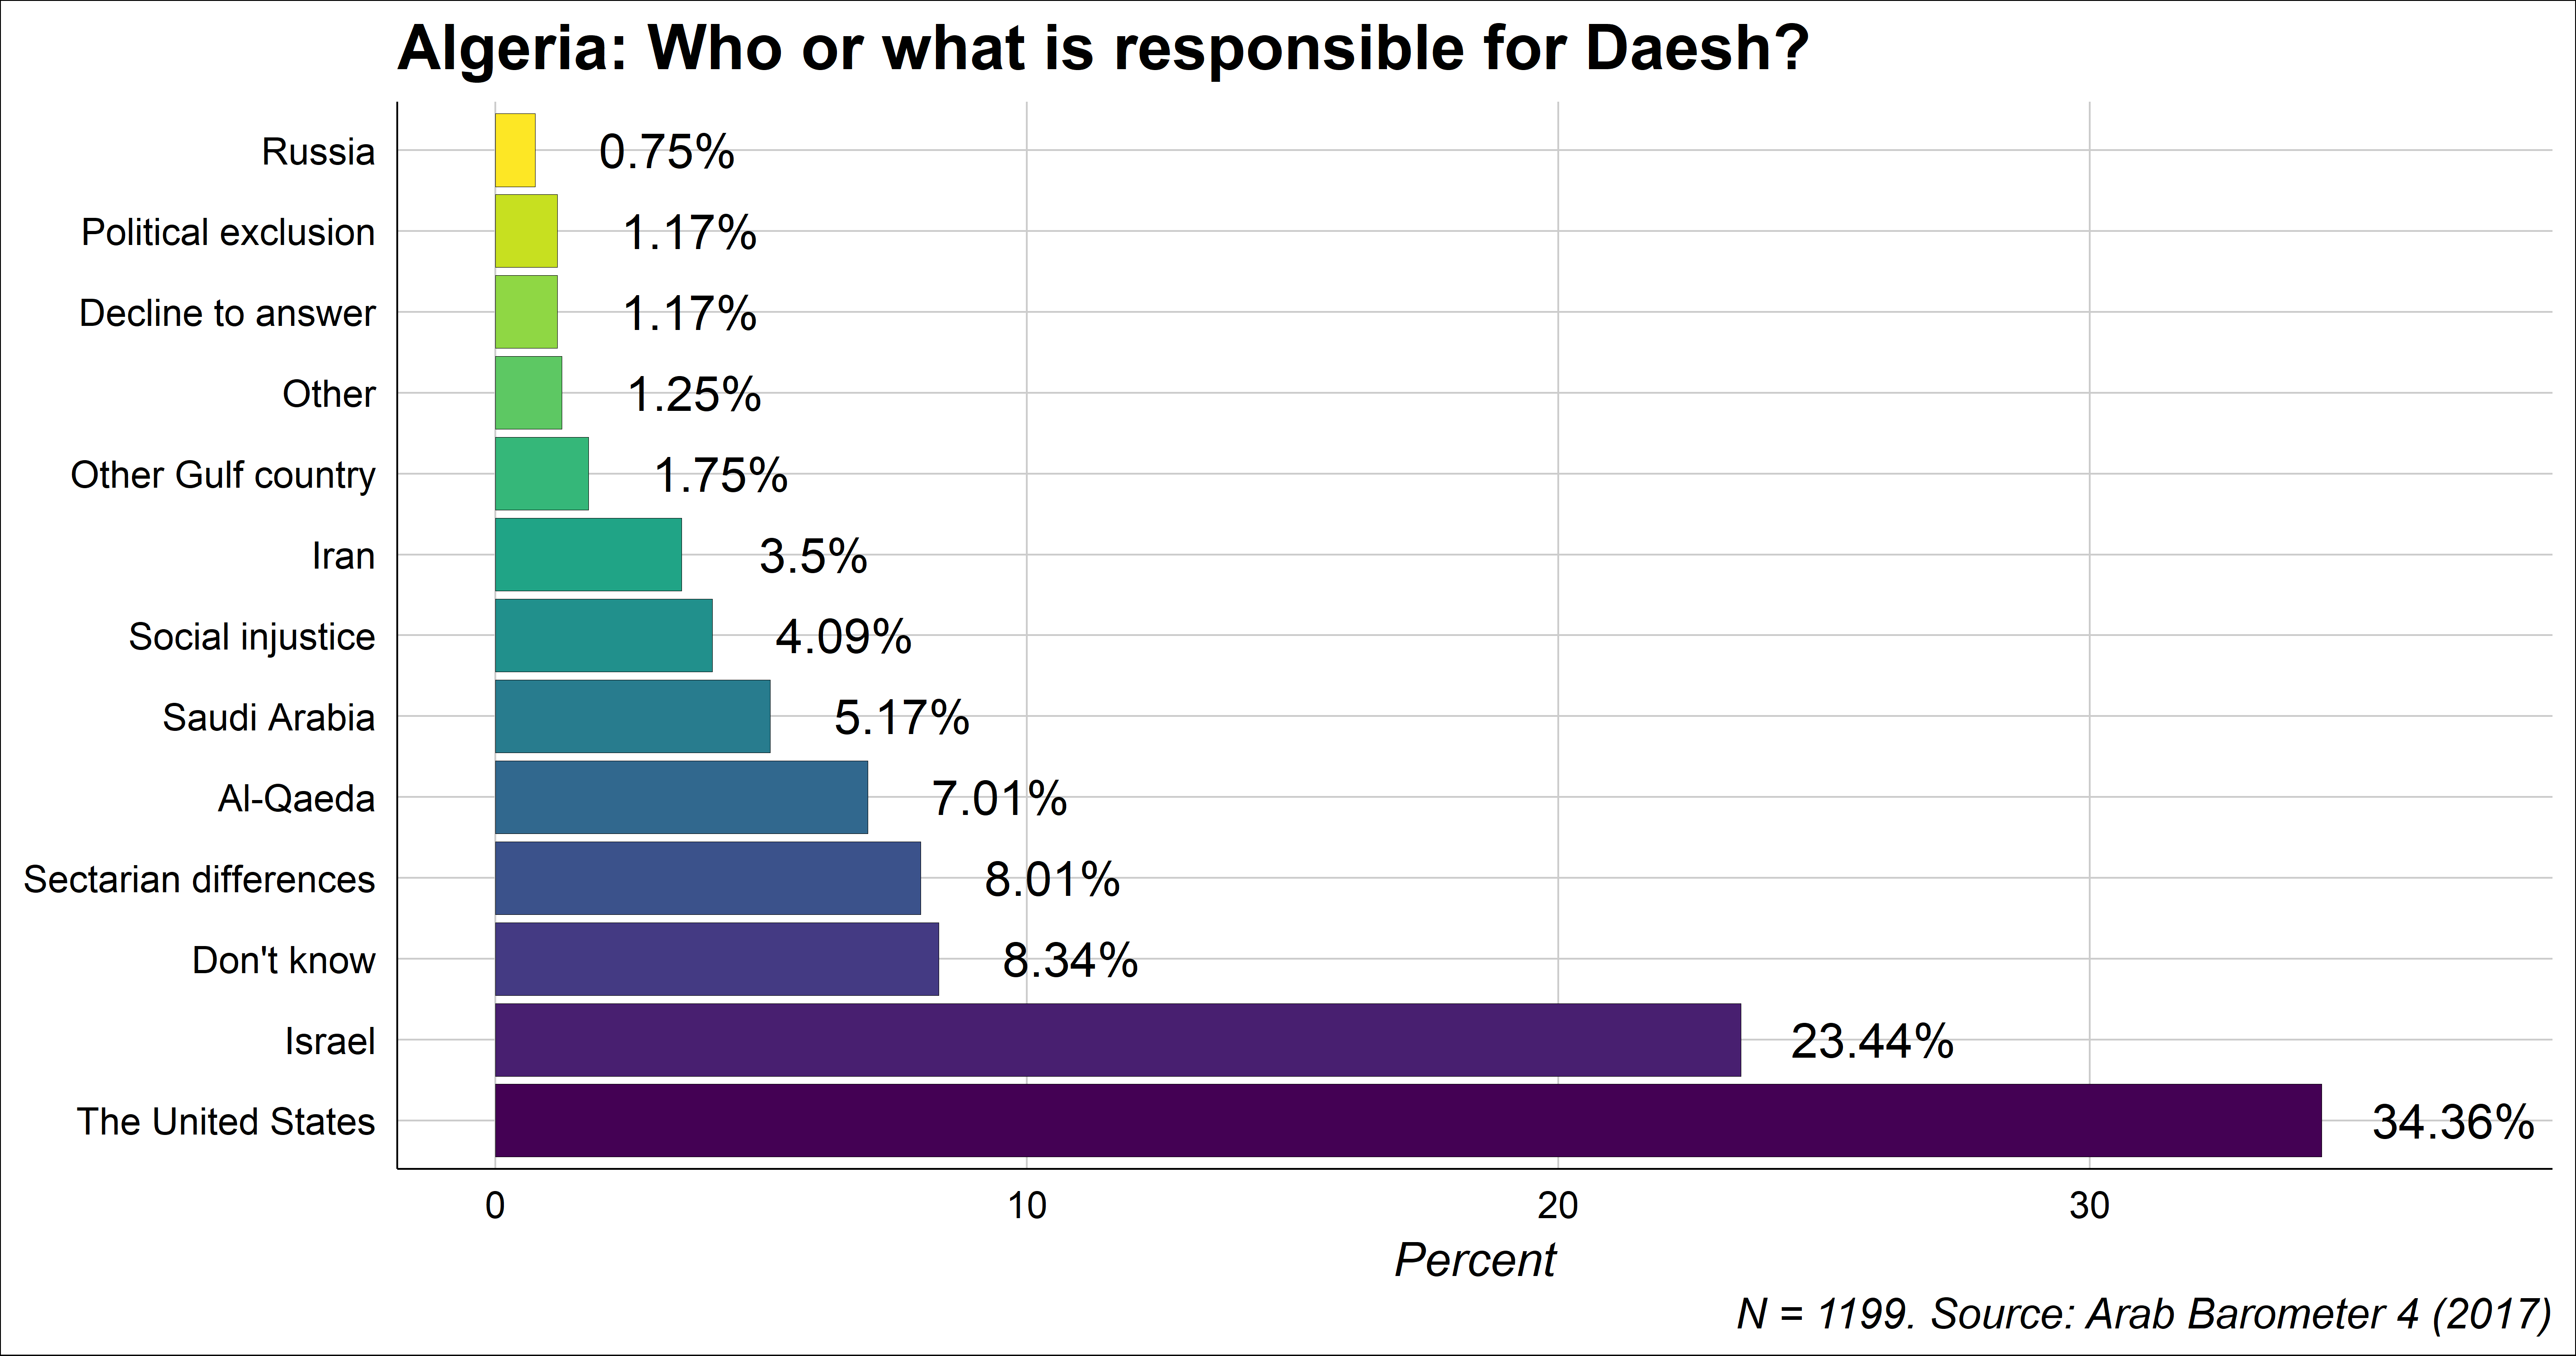 Algeria: Who or what is responsible for Daesh?
Russia 0.75%
Political exclusion 1.17%
Decline to answer 1.17%
Other 1.25%
Other Gulf country 1.75%
Iran 3.5%
Social injustice 4.09%
Saudi Arabia 5.17%
Al-Qaeda 7.01%
Sectarian differences 8.01%
Don't know 8.34%
Israel 23.44%
The United States 34.36%
0 10 20 30
Percent
N = 1199. Source: Arab Barometer 4 (2017)